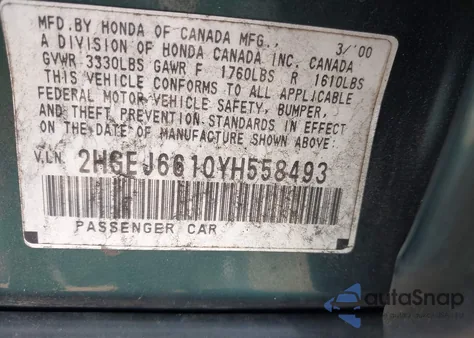 MFD. BY HONDA OF CANADA MFG., 3/'00
A DIVISION OF HONDA CANADA INC. CANADA
GVWR 3330LBS GAWR F 1760LBS R 1610LBS
THIS VEHICLE CONFORMS TO ALL APPLICABLE
FEDERAL MOTOR VEHICLE SAFETY, BUMPER,
AND THEFT PREVENTION STANDARDS IN EFFECT
ON THE DATE OF MANUFACTURE SHOWN ABOVE.
V.I.N. 2HGEJ661QYH558493
PASSENGER CAR
autoSnap